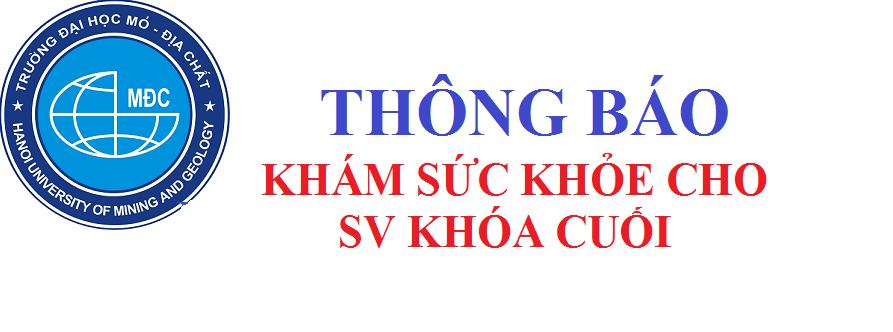 TRƯỜNG ĐẠI HỌC MỎ - ĐỊA CHẤT
MĐC
HANOI UNIVERSITY OF MINING AND GEOLOGY
THÔNG BÁO
KHÁM SỨC KHỎE CHO
SV KHÓA CUỐI